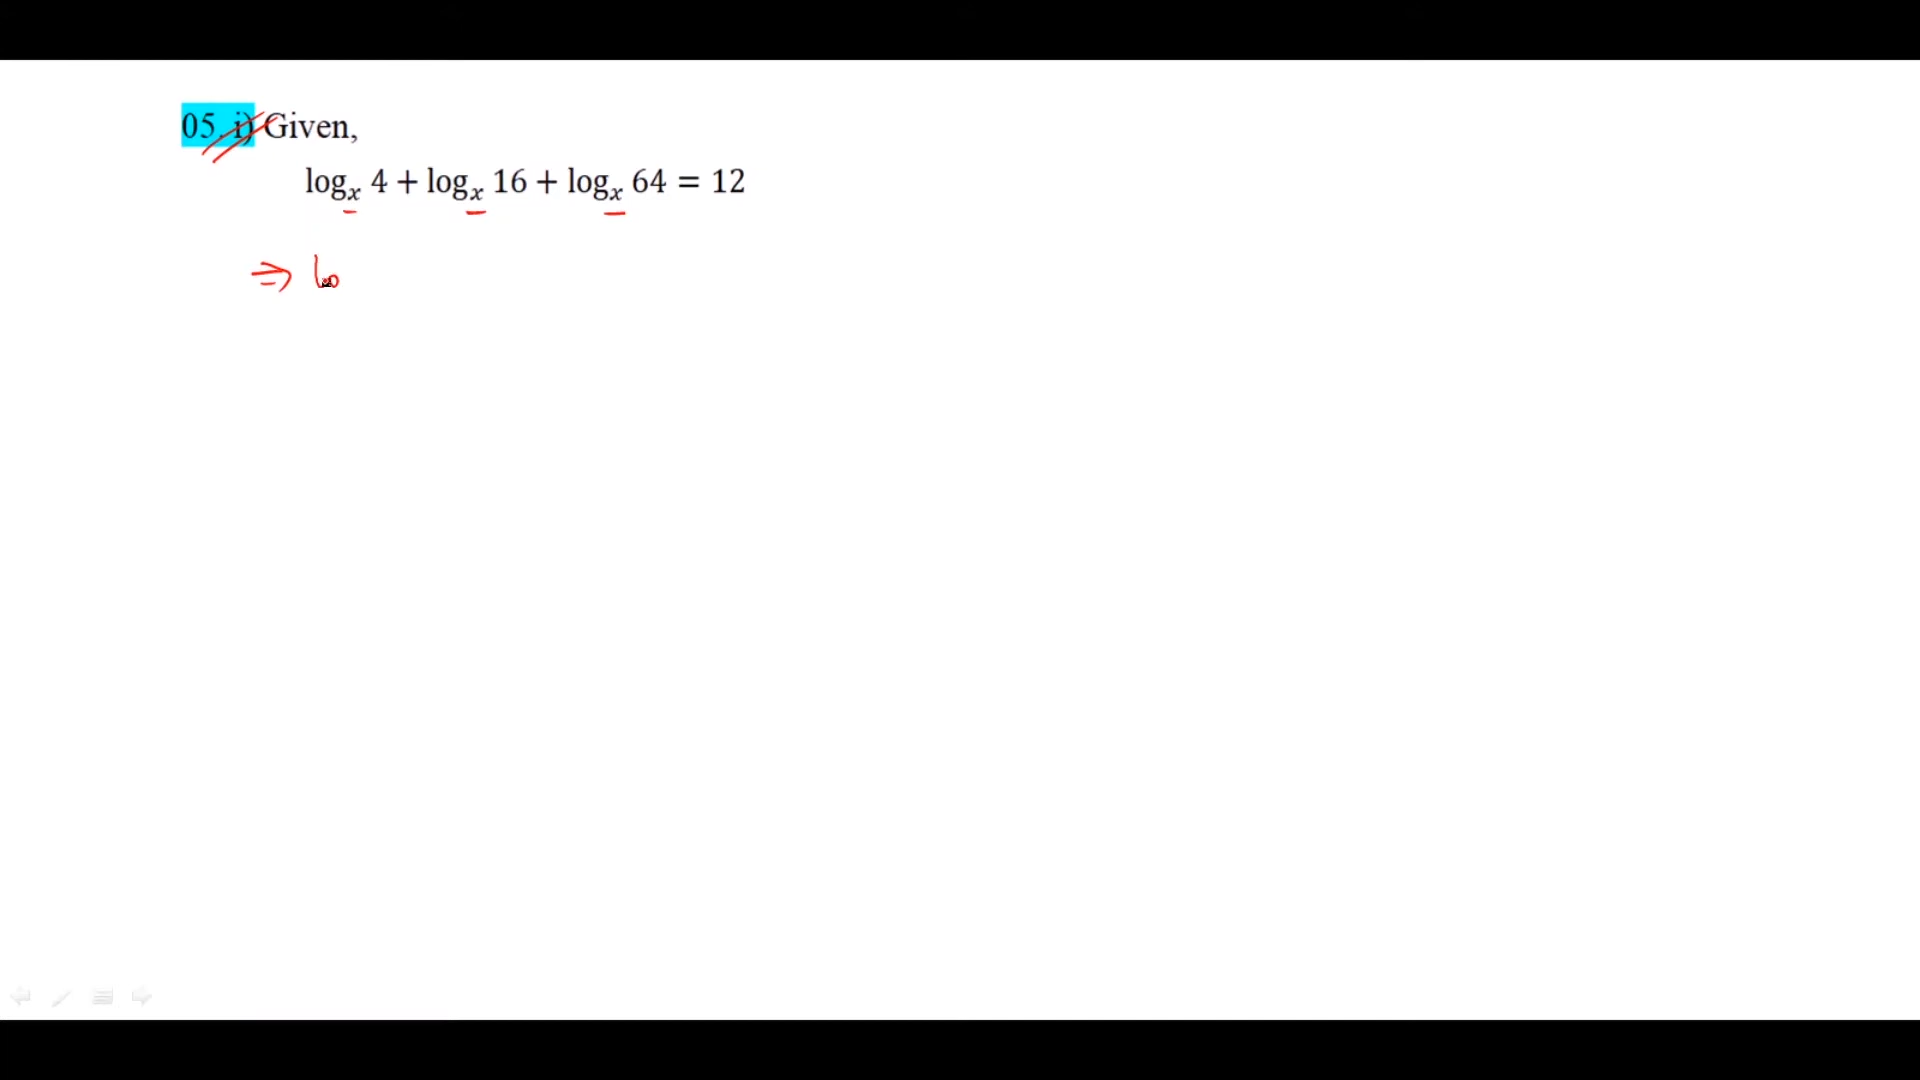 05. i) Given,
logₓ 4 + logₓ 16 + logₓ 64 = 12
⇒ lo